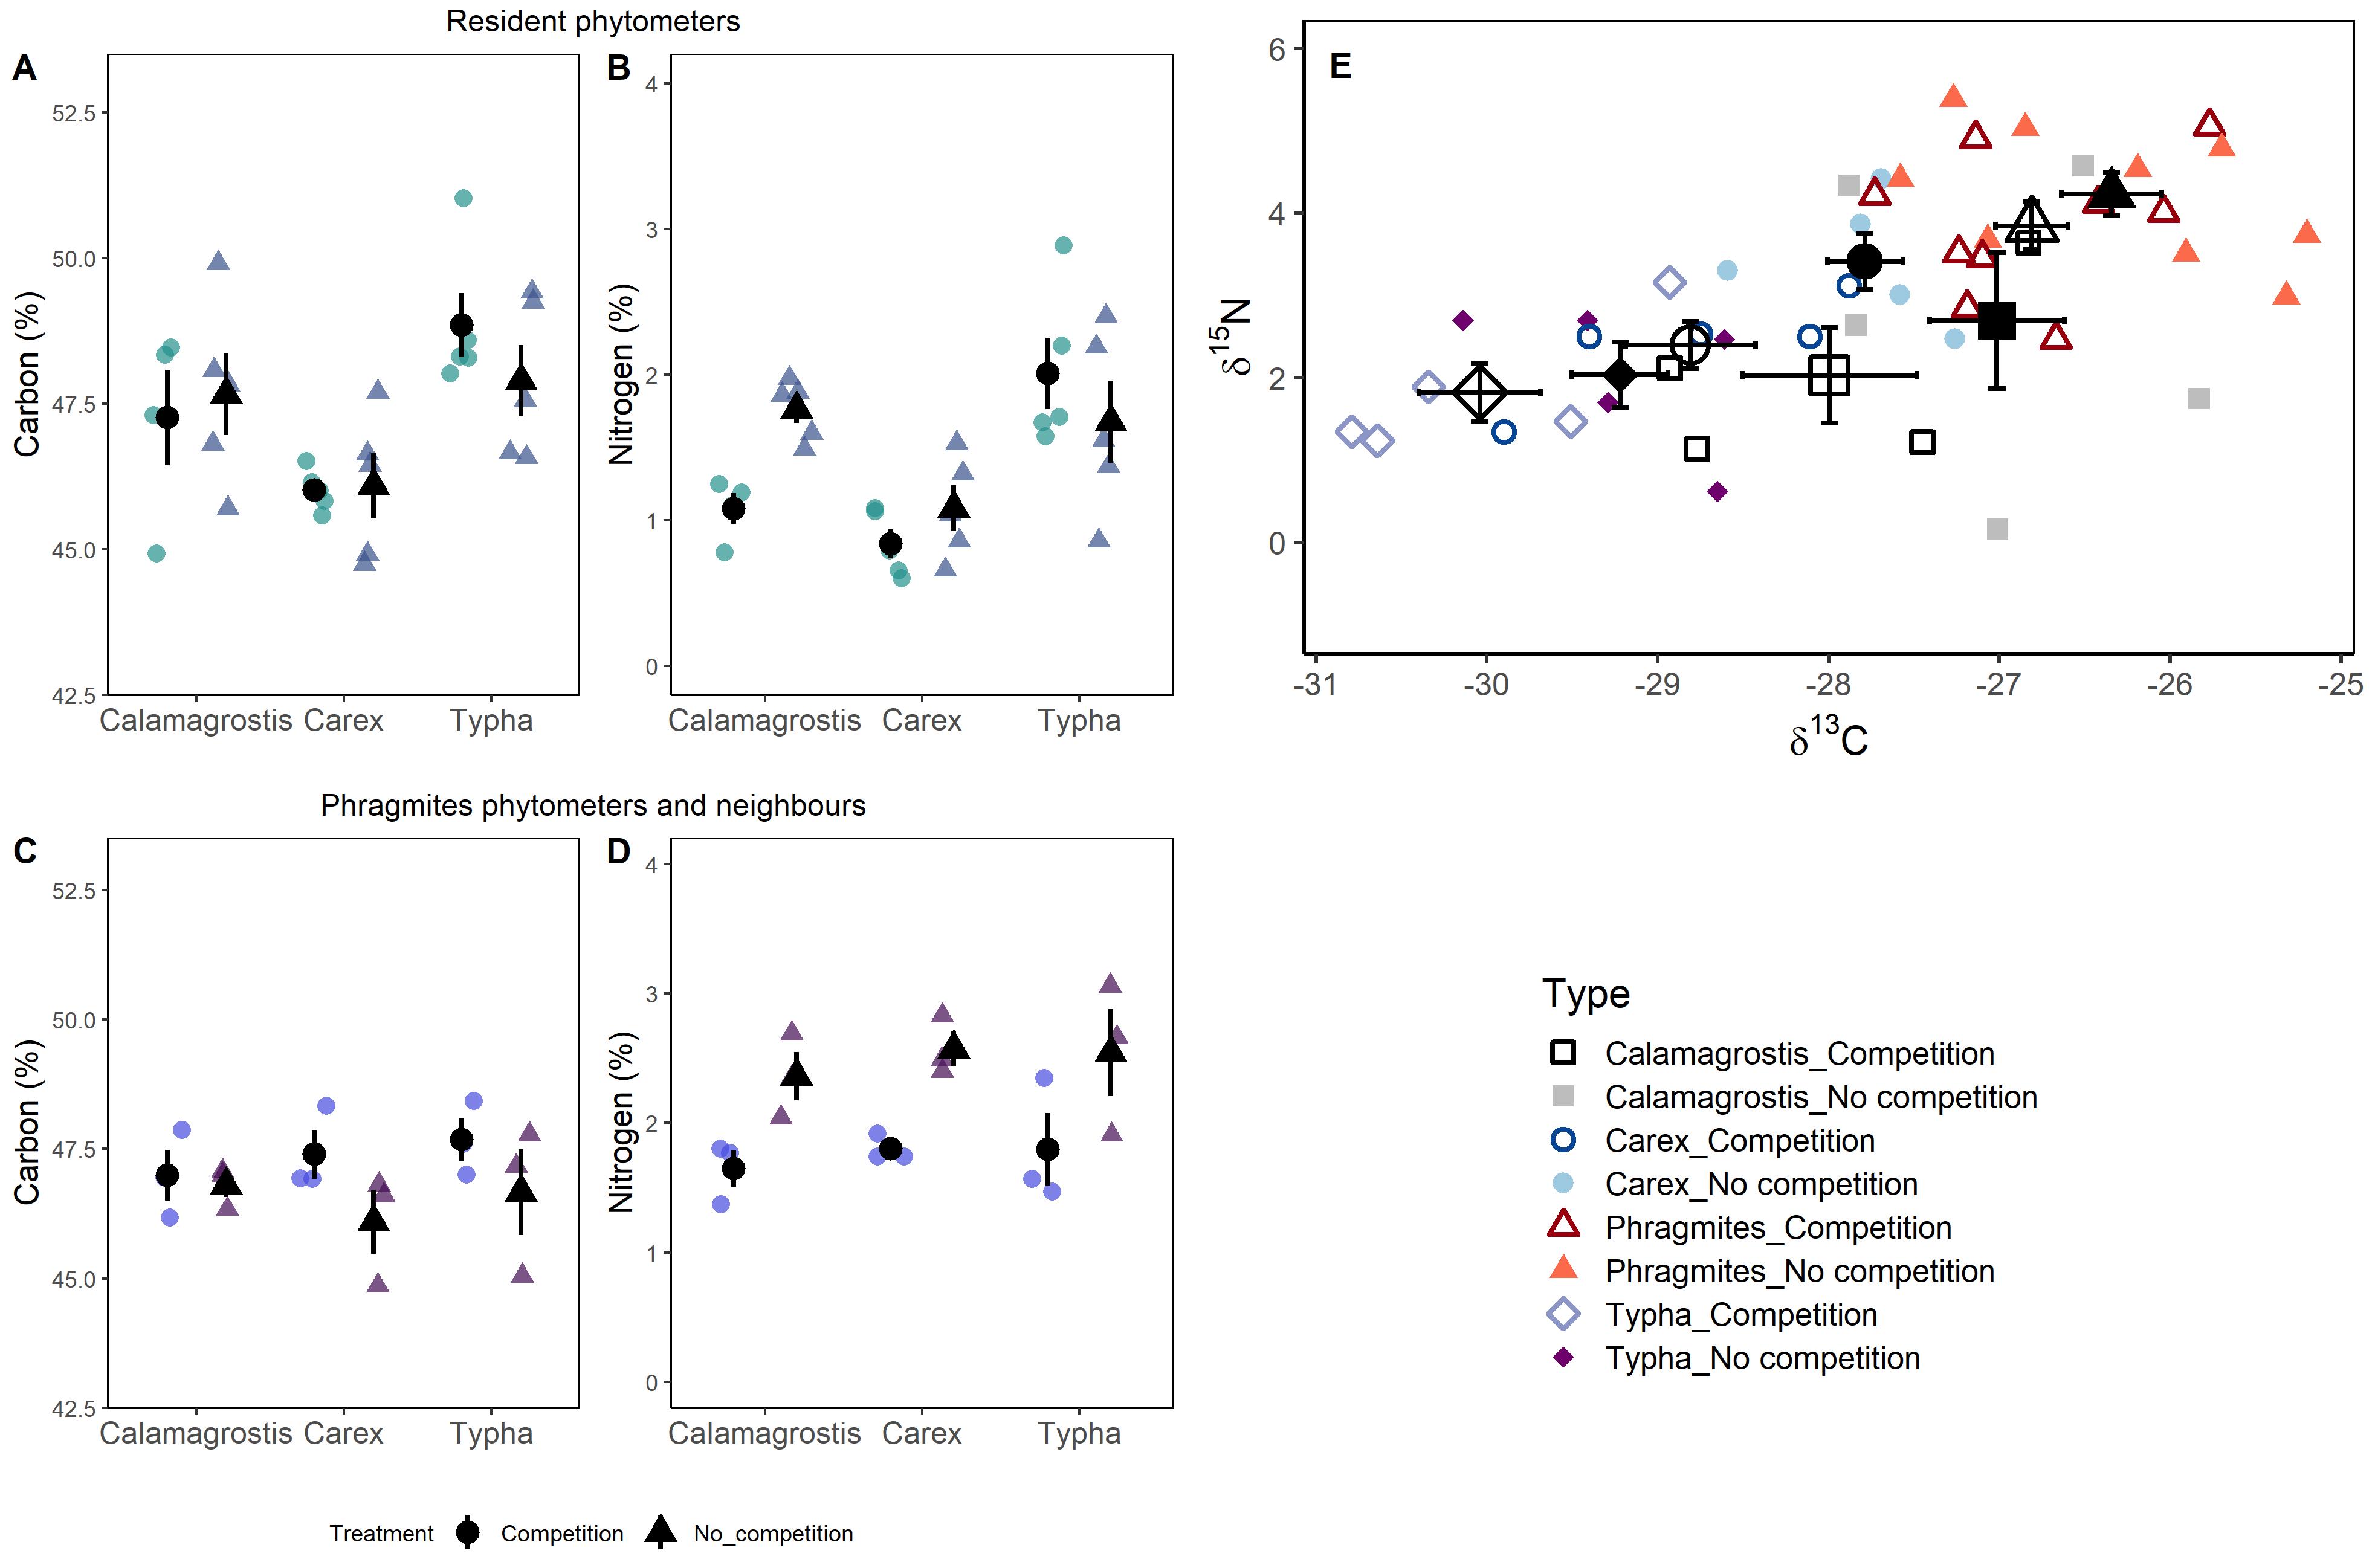 Resident phytometers
A
Carbon (%)
52.5
50.0
47.5
45.0
42.5
Calamagrostis Carex Typha
B
Nitrogen (%)
4
3
2
1
0
Calamagrostis Carex Typha
E
δ15N
6
4
2
0
-31 -30 -29 -28 -27 -26 -25
δ13C
Phragmites phytometers and neighbours
C
Carbon (%)
52.5
50.0
47.5
45.0
42.5
Calamagrostis Carex Typha
D
Nitrogen (%)
4
3
2
1
0
Calamagrostis Carex Typha
Type
Calamagrostis_Competition
Calamagrostis_No competition
Carex_Competition
Carex_No competition
Phragmites_Competition
Phragmites_No competition
Typha_Competition
Typha_No competition
Treatment Competition No_competition